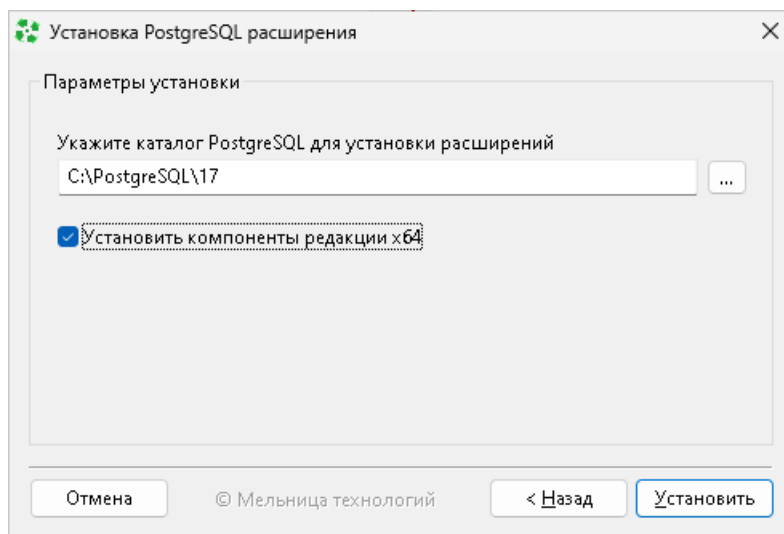 Установка PostgreSQL расширения
Параметры установки
Укажите каталог PostgreSQL для установки расширений
C:\PostgreSQL\17
...
Установить компоненты редакции x64
Отмена
© Мельница технологий
< Назад
Установить